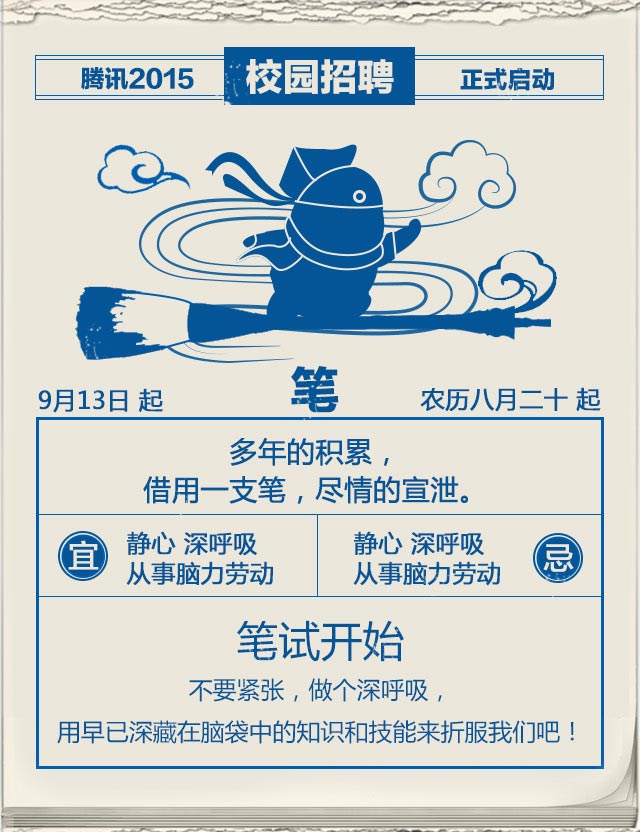 腾讯2015 校园招聘 正式启动
笔
9月13日 起 农历八月二十 起
多年的积累，
借用一支笔，尽情的宣泄。
宜 静心 深呼吸
从事脑力劳动
静心 深呼吸 忌
从事脑力劳动
笔试开始
不要紧张，做个深呼吸，
用早已深藏在脑袋中的知识和技能来折服我们吧！